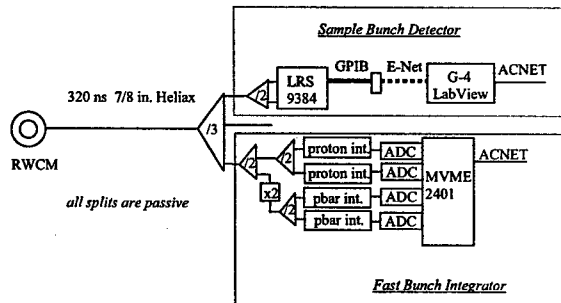 Sample Bunch Detector
GPIB E-Net
LRS
9384
G-4
LabView
ACNET
/2
320 ns 7/8 in. Heliax
/3
RWCM
all splits are passive
/2
/2
x2
/2
proton int.
proton int.
pbar int.
pbar int.
ADC
ADC
ADC
ADC
MVME
2401
ACNET
Fast Bunch Integrator